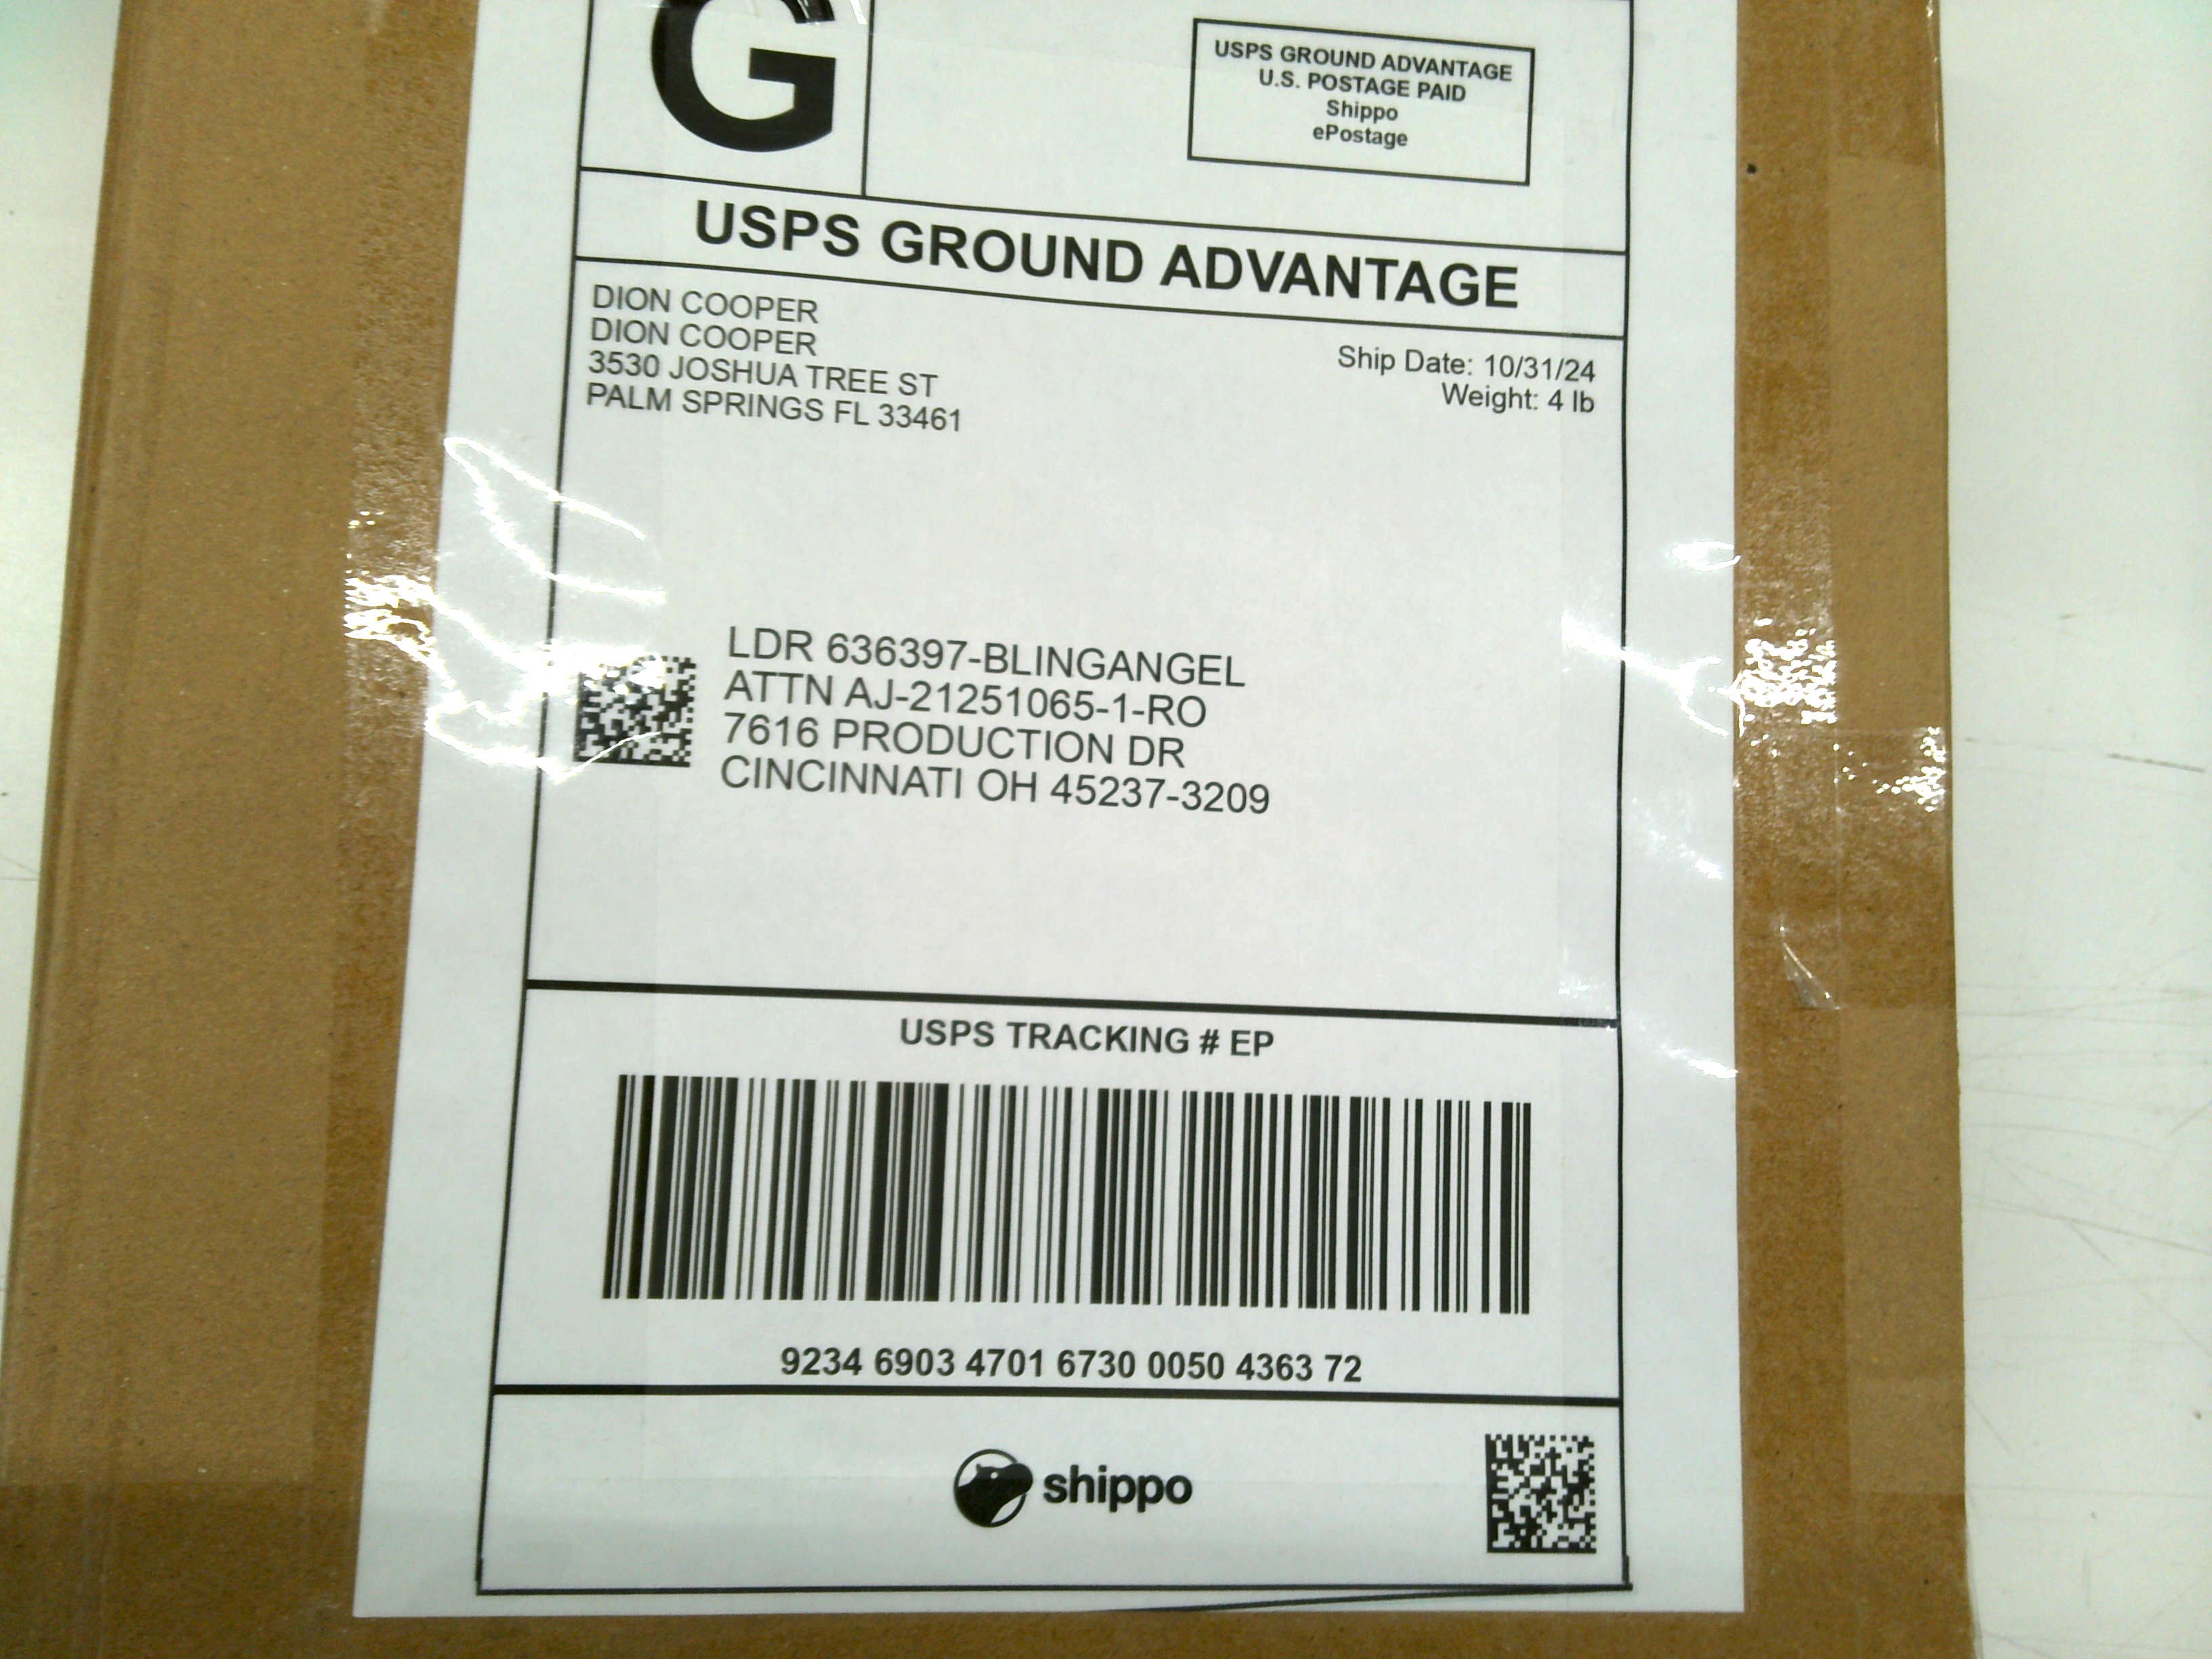 G
USPS GROUND ADVANTAGE
U.S. POSTAGE PAID
Shippo
ePostage
USPS GROUND ADVANTAGE
DION COOPER
DION COOPER
3530 JOSHUA TREE ST
PALM SPRINGS FL 33461
Ship Date: 10/31/24
Weight: 4 lb
LDR 636397-BLINGANGEL
ATTN AJ-21251065-1-RO
7616 PRODUCTION DR
CINCINNATI OH 45237-3209
USPS TRACKING # EP
9234 6903 4701 6730 0050 4363 72
shippo